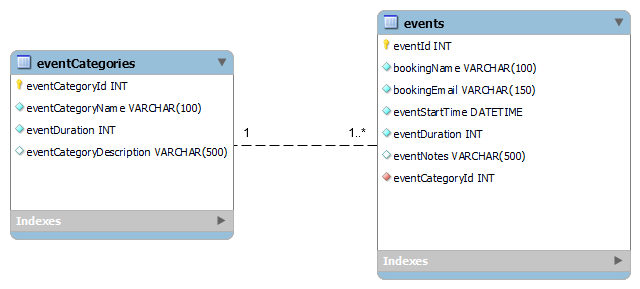 eventCategories
eventCategoryId INT
eventCategoryName VARCHAR(100)
eventDuration INT
eventCategoryDescription VARCHAR(500)
Indexes
1
1..*
events
eventId INT
bookingName VARCHAR(100)
bookingEmail VARCHAR(150)
eventStartTime DATETIME
eventDuration INT
eventNotes VARCHAR(500)
eventCategoryId INT
Indexes